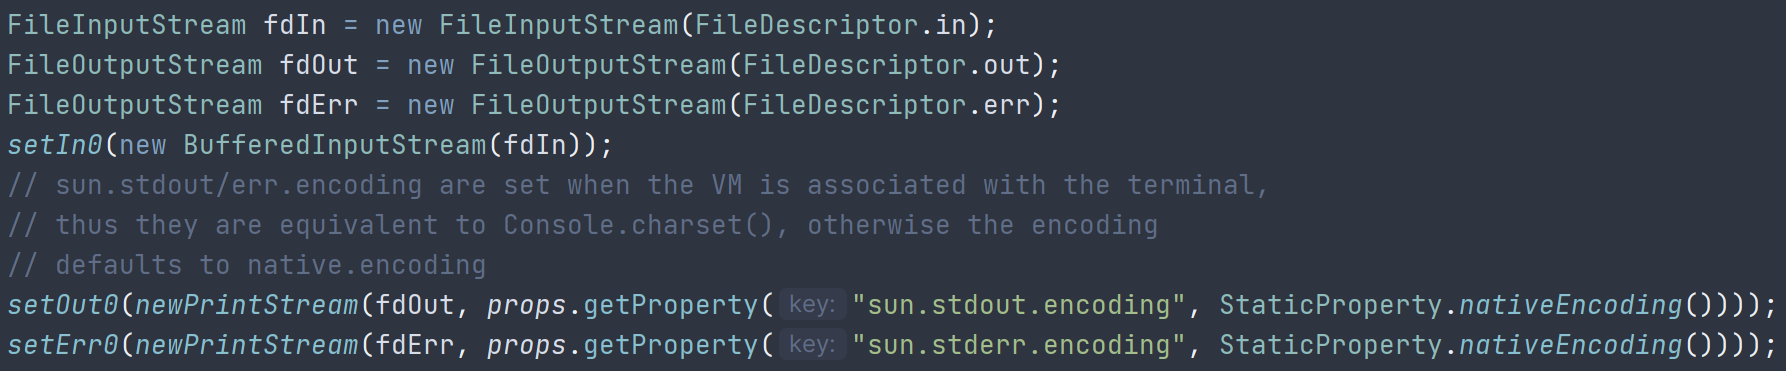 FileInputStream fdIn = new FileInputStream(FileDescriptor.in);
FileOutputStream fdOut = new FileOutputStream(FileDescriptor.out);
FileOutputStream fdErr = new FileOutputStream(FileDescriptor.err);
setIn0(new BufferedInputStream(fdIn));
// sun.stdout/err.encoding are set when the VM is associated with the terminal,
// thus they are equivalent to Console.charset(), otherwise the encoding
// defaults to native.encoding
setOut0(newPrintStream(fdOut, props.getProperty( key: "sun.stdout.encoding", StaticProperty.nativeEncoding())));
setErr0(newPrintStream(fdErr, props.getProperty( key: "sun.stderr.encoding", StaticProperty.nativeEncoding())));